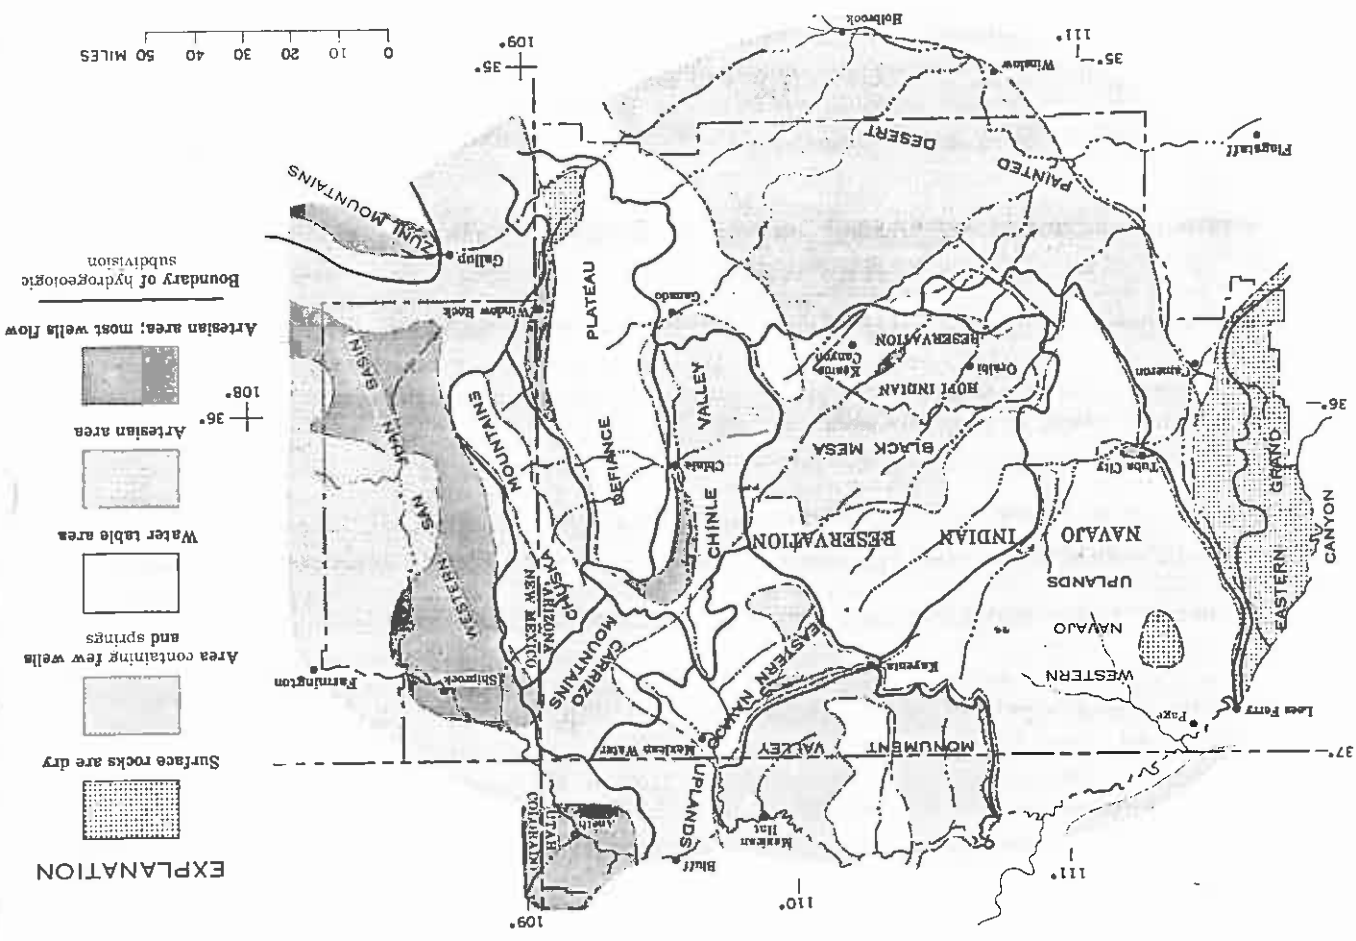 EXPLANATION
Surface rocks are dry
Area containing few wells
and springs
Water table area
Artesian area
Artesian area; most wells flow
Boundary of hydrogeologic
subdivision
109°
110°
111°
COLORADO
UTAH
Aneth
Bluff
Mexican
Hat
UPLANDS
37°
MONUMENT
VALLEY
Mexican Water
Page
Lees Ferry
Farmington
Shiprock
CARRIZO
MOUNTAINS
EASTERN NAVAJO
Kayenta
WESTERN
NAVAJO
UPLANDS
EASTERN
GRAND
CANYON
WESTERN
SAN
JUAN
BASIN
NEW MEXICO
ARIZONA
CHUSKA
MOUNTAINS
NAVAJO
INDIAN
RESERVATION
CHINLE
VALLEY
Chinle
DEFIANCE
PLATEAU
Tuba City
BLACK MESA
36°
108°
36°
HOPI INDIAN
RESERVATION
Oraibi
Keams
Canyon
Cameron
Window Rock
Ganado
Gallup
ZUNI MOUNTAINS
PAINTED
DESERT
Flagstaff
35°
109°
Winslow
35°
111°
Holbrook
0 10 20 30 40 50 MILES